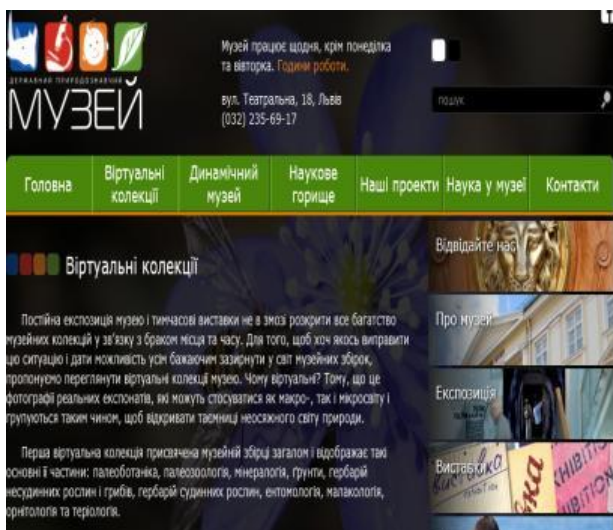 ДЕРЖАВНИЙ ПРИРОДОЗНАВЧИЙ
МУЗЕЙ
Музей працює щодня, крім понеділка
та вівторка. Години роботи.
вул. Театральна, 18, Львів
(032) 235-69-17
пошук
Головна
Віртуальні
колекції
Динамічний
музей
Наукове
горище
Наші проекти
Наука у музеї
Контакти
Віртуальні колекції
Постійна експозиція музею і тимчасові виставки не в змозі розкрити все багатство
музейних колекцій у зв'язку з браком місця та часу. Для того, щоб хоч якось виправити
цю ситуацію і дати можливість усім бажаючим зазирнути у світ музейних збірок,
пропонуємо переглянути віртуальні колекції музею. Чому віртуальні? Тому, що це
фотографії реальних експонатів, які можуть стосуватися як макро-, так і мікросвіту і
групуються таким чином, щоб відкривати таємниці неосяжного світу природи.
Перша віртуальна колекція присвячена музейній збірці загалом і відображає такі
основні її частини: палеоботаніка, палеозоологія, мінералогія, ґрунти, гербарій
несудинних рослин і грибів, гербарій судинних рослин, ентомологія, малакологія,
орнітологія та теріологія.
Відвідайте нас
Про музей
Експозиція
Виставки